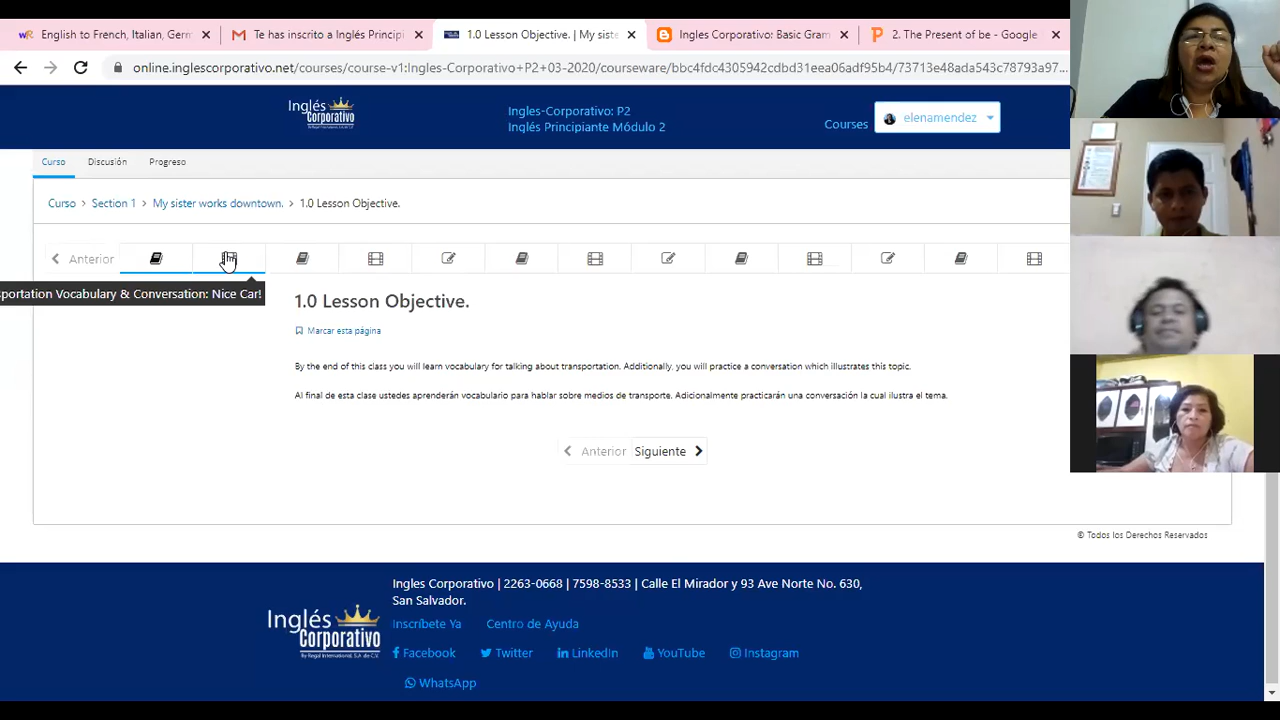 English to French, Italian, Germ
Te has inscrito a Inglés Princip
1.0 Lesson Objective. | My siste
Inglés Corporativo: Basic Gram
2. The Present of be - Google
online.inglescorporativo.net/courses/course-v1:Ingles-Corporativo+P2+03-2020/courseware/bbc4fdc4305942cdbd31eea06adf95b4/73713e48ada543c78793a97...
Inglés Corporativo
Ingles-Corporativo: P2
Inglés Principiante Módulo 2
Courses
elenamendez
Curso
Discusión
Progreso
Curso > Section 1 > My sister works downtown. > 1.0 Lesson Objective.
Anterior
sportation Vocabulary & Conversation: Nice Car!
1.0 Lesson Objective.
Marcar esta página
By the end of this class you will learn vocabulary for talking about transportation. Additionally, you will practice a conversation which illustrates this topic.
Al final de esta clase ustedes aprenderán vocabulario para hablar sobre medios de transporte. Adicionalmente practicarán una conversación la cual ilustra el tema.
Anterior Siguiente
© Todos los Derechos Reservados
Inglés Corporativo
Ingles Corporativo | 2263-0668 | 7598-8533 | Calle El Mirador y 93 Ave Norte No. 630,
San Salvador.
Inscríbete Ya Centro de Ayuda
Facebook Twitter LinkedIn YouTube Instagram
WhatsApp